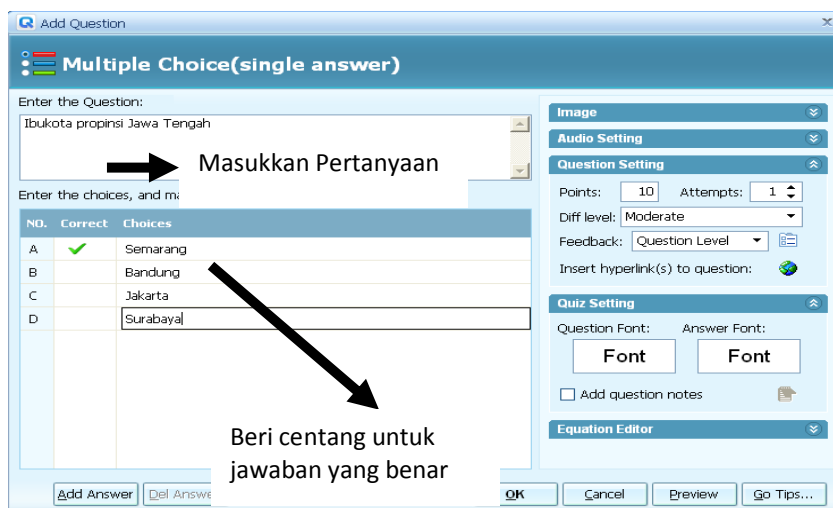 Add Question
Multiple Choice(single answer)
Enter the Question:
Ibukota propinsi Jawa Tengah
Masukkan Pertanyaan
Enter the choices, and
NO. Correct Choices
A Semarang
B Bandung
C Jakarta
D Surabaya
Beri centang untuk
jawaban yang benar
Image
Audio Setting
Question Setting
Points: 10 Attempts: 1
Diff level: Moderate
Feedback: Question Level
Insert hyperlink(s) to question:
Quiz Setting
Question Font: Answer Font:
Font Font
Add question notes
Equation Editor
Add Answer Del OK Cancel Preview Go Tips...